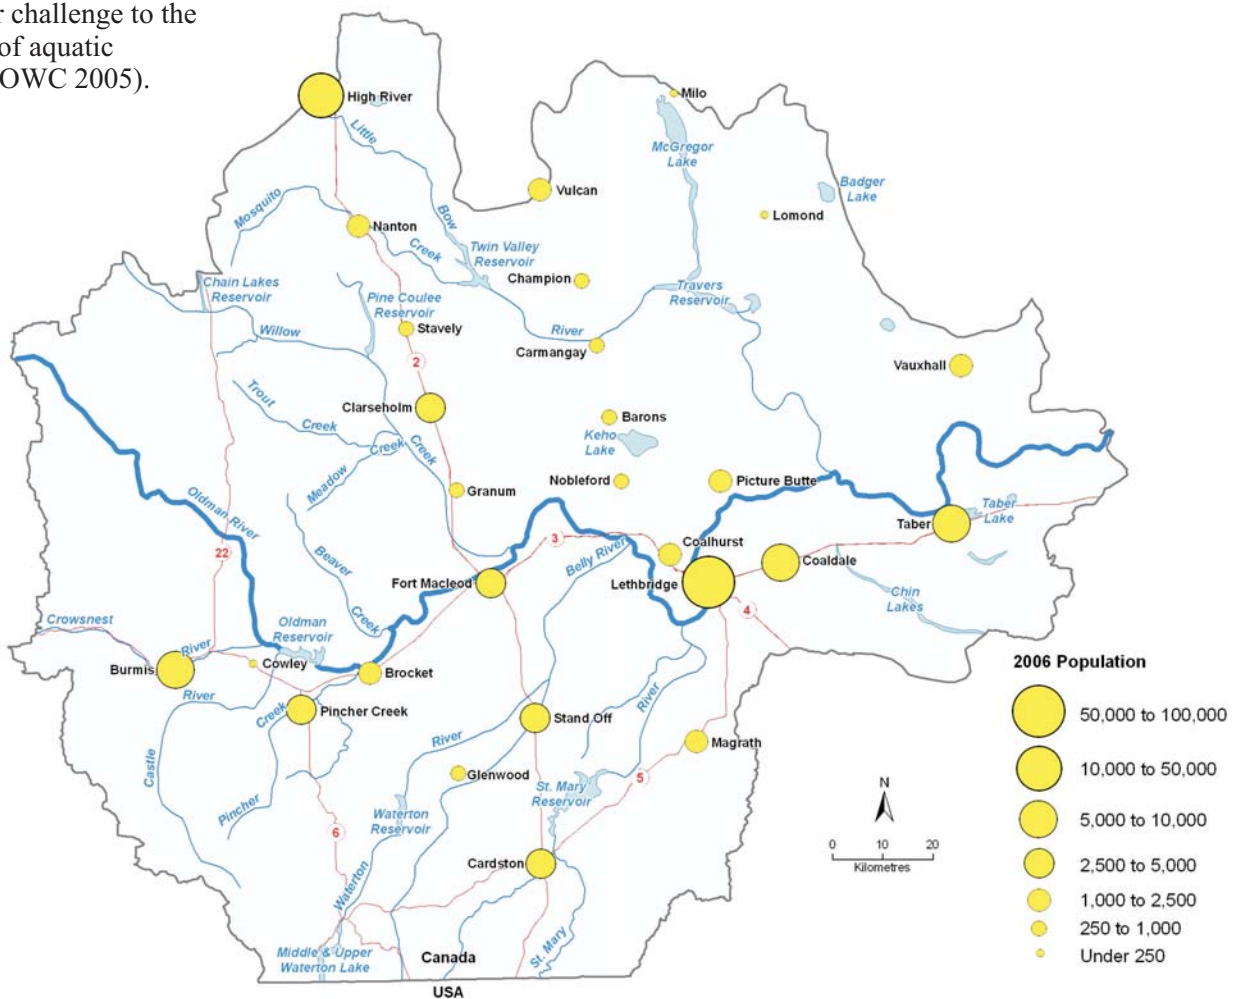 r challenge to the
of aquatic
OWC 2005).
High River
Little
Milo
McGregor
Lake
Badger
Lake
Mosquito
Bow
Vulcan
Lomond
Nanton
Creek
Twin Valley
Reservoir
Champion
Chain Lakes
Reservoir
Pine Coulee
Reservoir
Travers
Reservoir
Stavely
Willow
River
Carmangay
2
Vauxhall
Trout
Creek
Clarseholm
Barons
Creek
Creek
Keho
Lake
Meadow
Granum
Nobleford
Picture Butte
Oldman River
Taber
Lake
Taber
22
3
Beaver
Creek
Belly River
Coalhurst
Coaldale
Fort Macleod
Lethbridge
Chin
Lakes
4
Crowsnest
River
Oldman
Reservoir
Burmis
Cowley
Brocket
River
Creek
Pincher Creek
Stand Off
River
River
Magrath
Castle
Pincher
Glenwood
St. Mary
Reservoir
5
Waterton
Reservoir
6
Cardston
Waterton
St. Mary
Middle & Upper
Waterton Lake
Canada
USA
2006 Population
50,000 to 100,000
10,000 to 50,000
5,000 to 10,000
2,500 to 5,000
1,000 to 2,500
250 to 1,000
Under 250
N
0 10 20
Kilometres